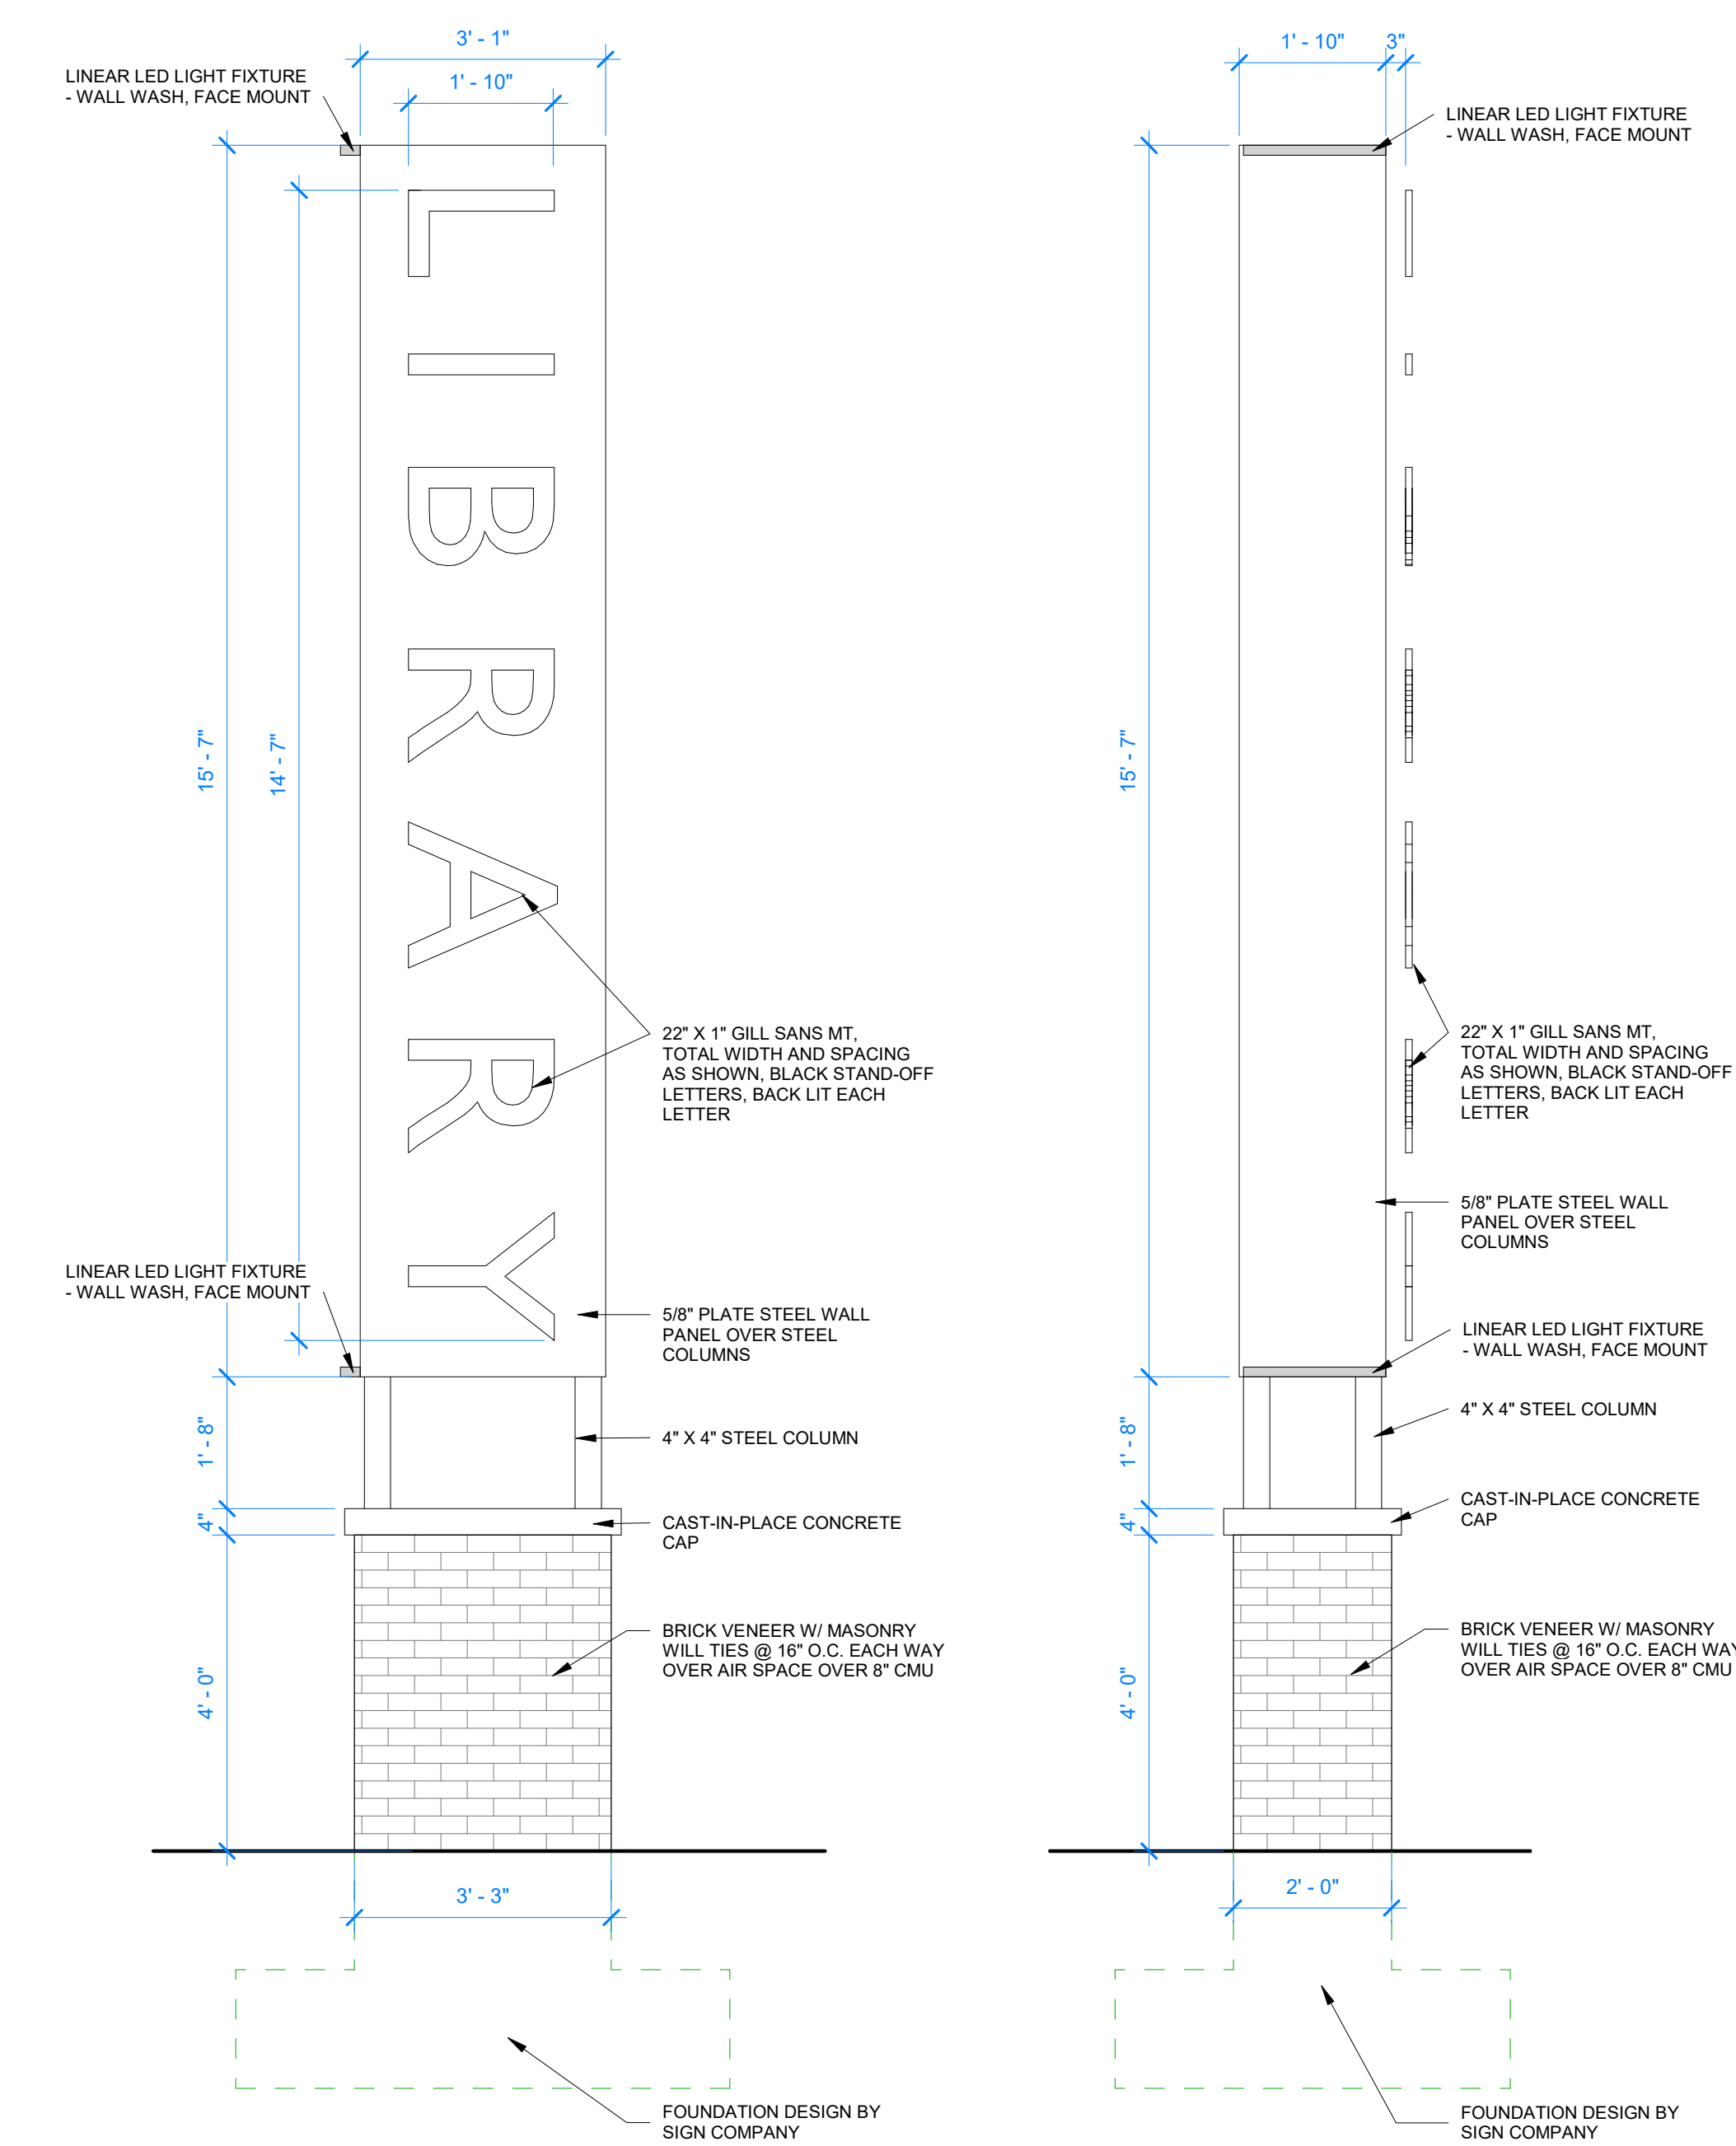 3' - 1"
1' - 10"
LINEAR LED LIGHT FIXTURE
- WALL WASH, FACE MOUNT
15' - 7"
14' - 7"
LIBRARY
22" X 1" GILL SANS MT,
TOTAL WIDTH AND SPACING
AS SHOWN, BLACK STAND-OFF
LETTERS, BACK LIT EACH
LETTER
LINEAR LED LIGHT FIXTURE
- WALL WASH, FACE MOUNT
5/8" PLATE STEEL WALL
PANEL OVER STEEL
COLUMNS
1' - 8"
4" X 4" STEEL COLUMN
4"
CAST-IN-PLACE CONCRETE
CAP
4' - 0"
BRICK VENEER W/ MASONRY
WILL TIES @ 16" O.C. EACH WAY
OVER AIR SPACE OVER 8" CMU
3' - 3"
FOUNDATION DESIGN BY
SIGN COMPANY
1' - 10"
3"
LINEAR LED LIGHT FIXTURE
- WALL WASH, FACE MOUNT
15' - 7"
22" X 1" GILL SANS MT,
TOTAL WIDTH AND SPACING
AS SHOWN, BLACK STAND-OFF
LETTERS, BACK LIT EACH
LETTER
5/8" PLATE STEEL WALL
PANEL OVER STEEL
COLUMNS
LINEAR LED LIGHT FIXTURE
- WALL WASH, FACE MOUNT
1' - 8"
4" X 4" STEEL COLUMN
4"
CAST-IN-PLACE CONCRETE
CAP
4' - 0"
BRICK VENEER W/ MASONRY
WILL TIES @ 16" O.C. EACH WAY
OVER AIR SPACE OVER 8" CMU
2' - 0"
FOUNDATION DESIGN BY
SIGN COMPANY